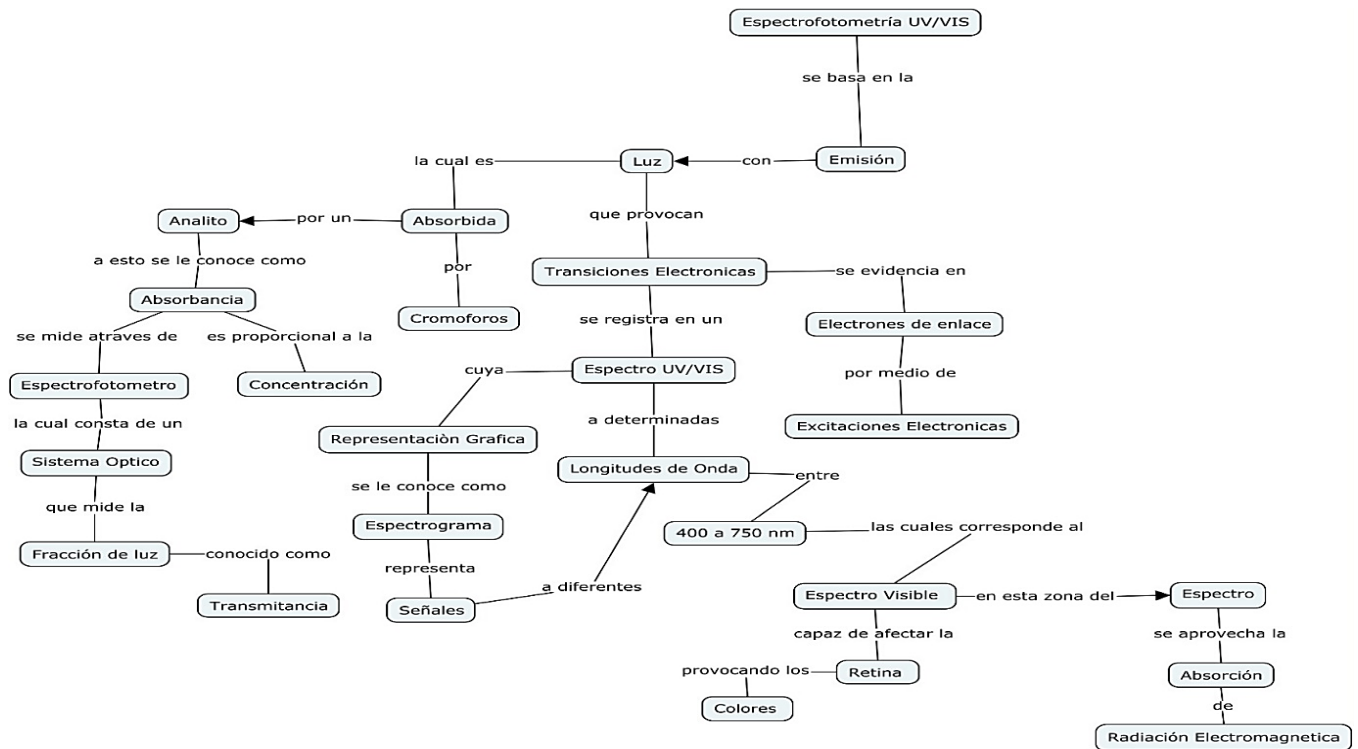 Espectrofotometría UV/VIS
se basa en la
Emisión
con
Luz
la cual es
Absorbida
por un
Analito
a esto se le conoce como
Absorbancia
se mide atraves de
Espectrofotometro
la cual consta de un
Sistema Optico
que mide la
Fracción de luz
conocido como
Transmitancia
es proporcional a la
Concentración
por
Cromoforos
que provocan
Transiciones Electronicas
se evidencia en
Electrones de enlace
por medio de
Excitaciones Electronicas
se registra en un
Espectro UV/VIS
cuya
Representaciòn Grafica
se le conoce como
Espectrograma
representa
Señales
a diferentes
a determinadas
Longitudes de Onda
entre
400 a 750 nm
las cuales corresponde al
Espectro Visible
capaz de afectar la
Retina
provocando los
Colores
en esta zona del
Espectro
se aprovecha la
Absorción
de
Radiación Electromagnetica